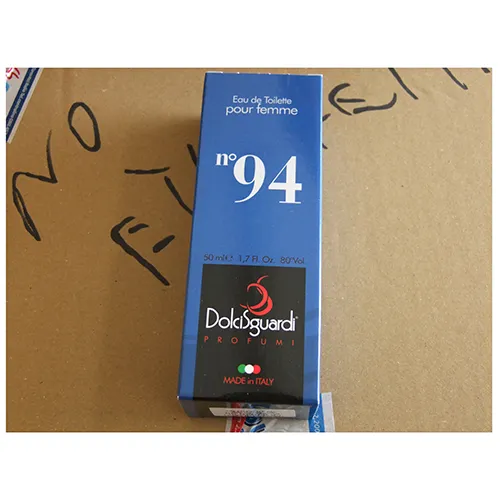 Eau de Toilette
pour femme
n° 94
50 ml ℮ 1,7 Fl. Oz. 80°Vol.
DolciSguardi®
PROFUMI
MADE in ITALY
NO